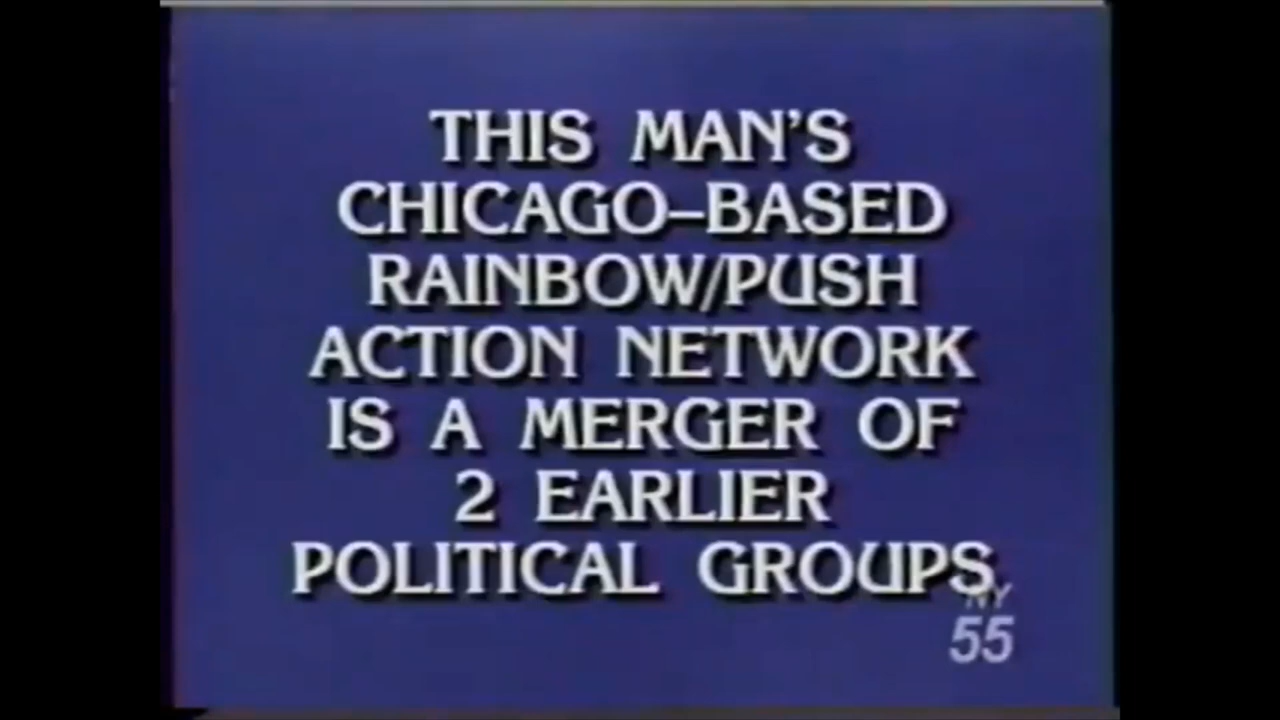 THIS MAN'S
CHICAGO–BASED
RAINBOW/PUSH
ACTION NETWORK
IS A MERGER OF
2 EARLIER
POLITICAL GROUPS
NY
55